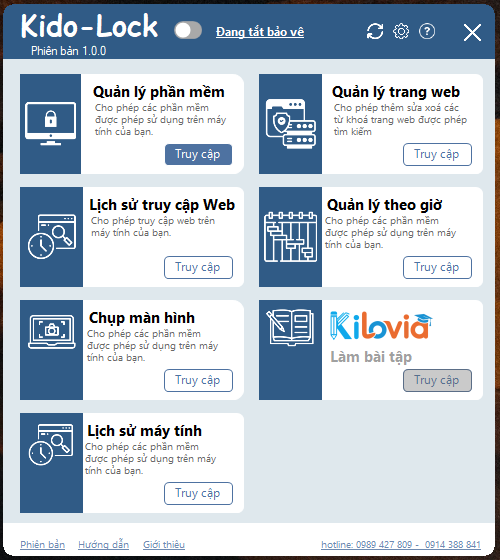 Kido-Lock
Đang tắt bảo vê
?
Phiên bản 1.0.0
Quản lý phần mềm
Cho phép các phần mềm
được phép sử dụng trên máy
tính của bạn.
Truy cập
Quản lý trang web
Cho phép thêm sửa xoá các
từ khoá trang web được phép
tìm kiếm
Truy cập
Lịch sử truy cập Web
Cho phép truy cập web trên
máy tính của bạn.
Truy cập
Quản lý theo giờ
Cho phép các phần mềm
được phép sử dụng trên máy
tính của bạn.
Truy cập
Chụp màn hình
Cho phép các phần mềm
được phép sử dụng trên máy
tính của bạn.
Truy cập
Kilovia
Làm bài tập
Truy cập
Lịch sử máy tính
Cho phép các phần mềm
được phép sử dụng trên máy
tính của bạn.
Truy cập
Phiên bản Hướng dẫn Giới thiệu hotline: 0989 427 809 - 0914 388 841